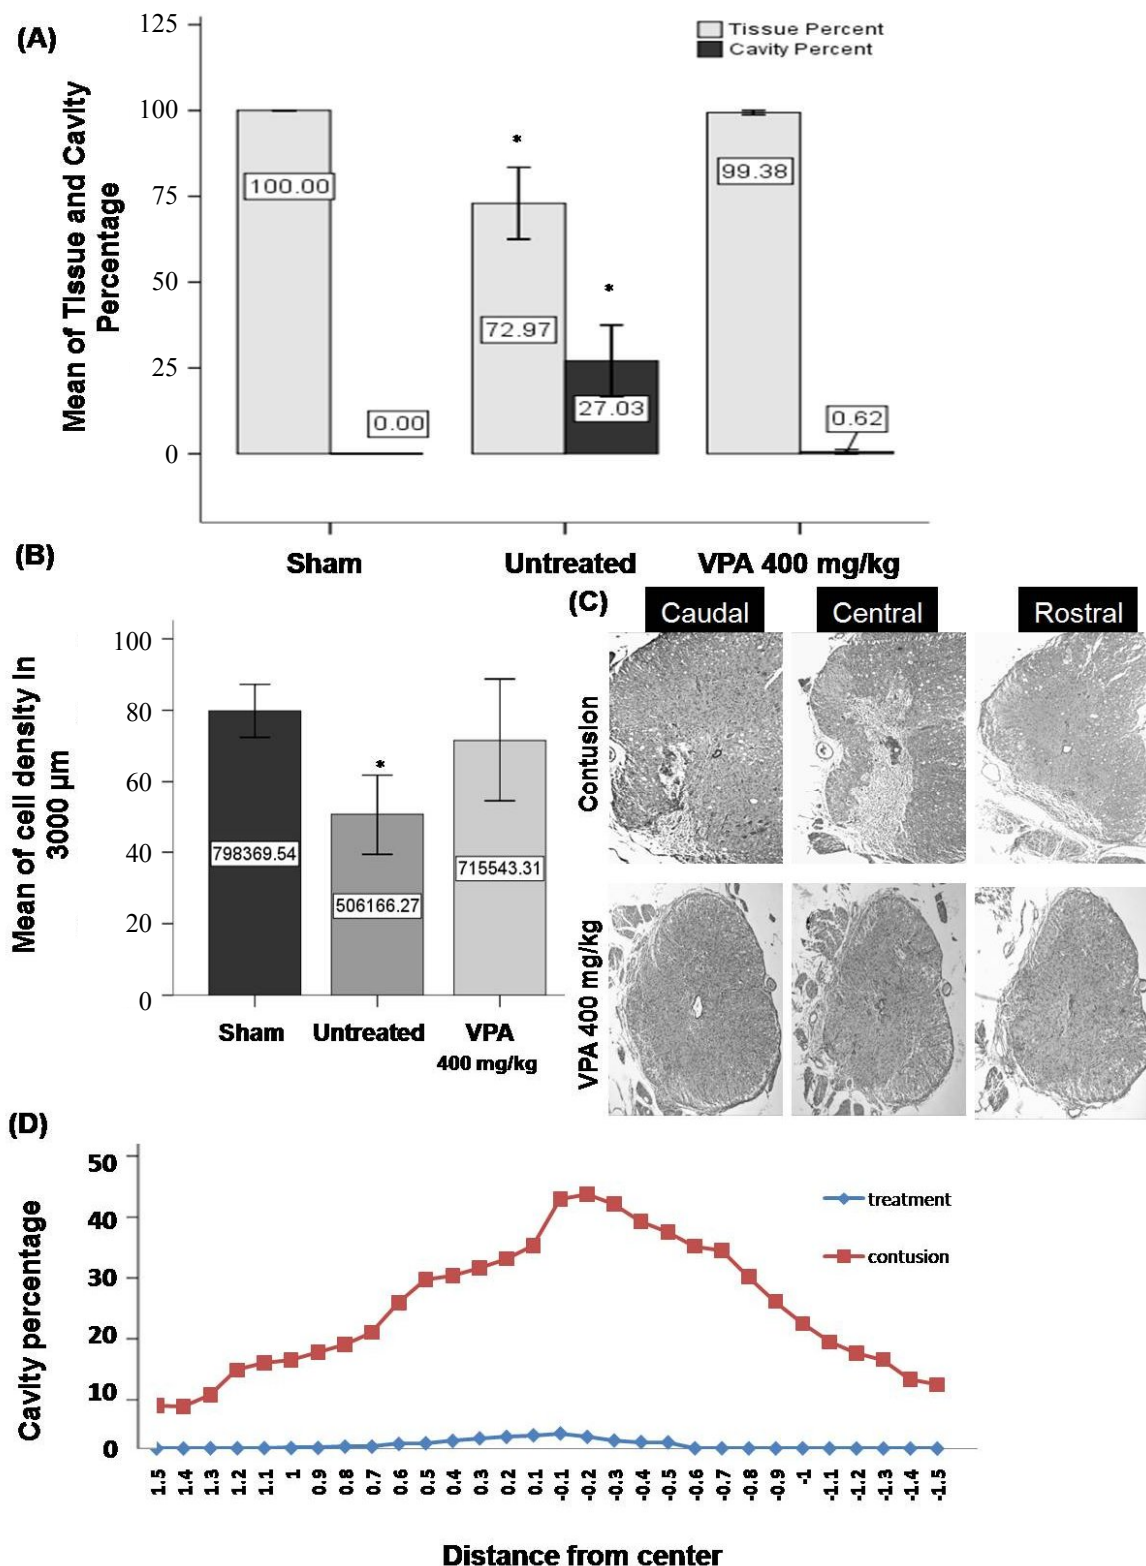 (A)
Mean of Tissue and Cavity
Percentage
125
100
75
50
25
0
Tissue Percent
Cavity Percent
*
*
100.00
0.00
72.97
27.03
99.38
0.62
Sham
Untreated
VPA 400 mg/kg
(B)
Mean of cell density in
3000 µm
100
80
60
40
20
0
*
798369.54
506166.27
715543.31
Sham
Untreated
VPA
400 mg/kg
(C)
Caudal
Central
Rostral
Contusion
VPA 400 mg/kg
(D)
Cavity percentage
50
40
30
20
10
0
treatment
contusion
1.5
1.4
1.3
1.2
1.1
1
0.9
0.8
0.7
0.6
0.5
0.4
0.3
0.2
0.1
-0.1
-0.2
-0.3
-0.4
-0.5
-0.6
-0.7
-0.8
-0.9
-1
-1.1
-1.2
-1.3
-1.4
-1.5
Distance from center